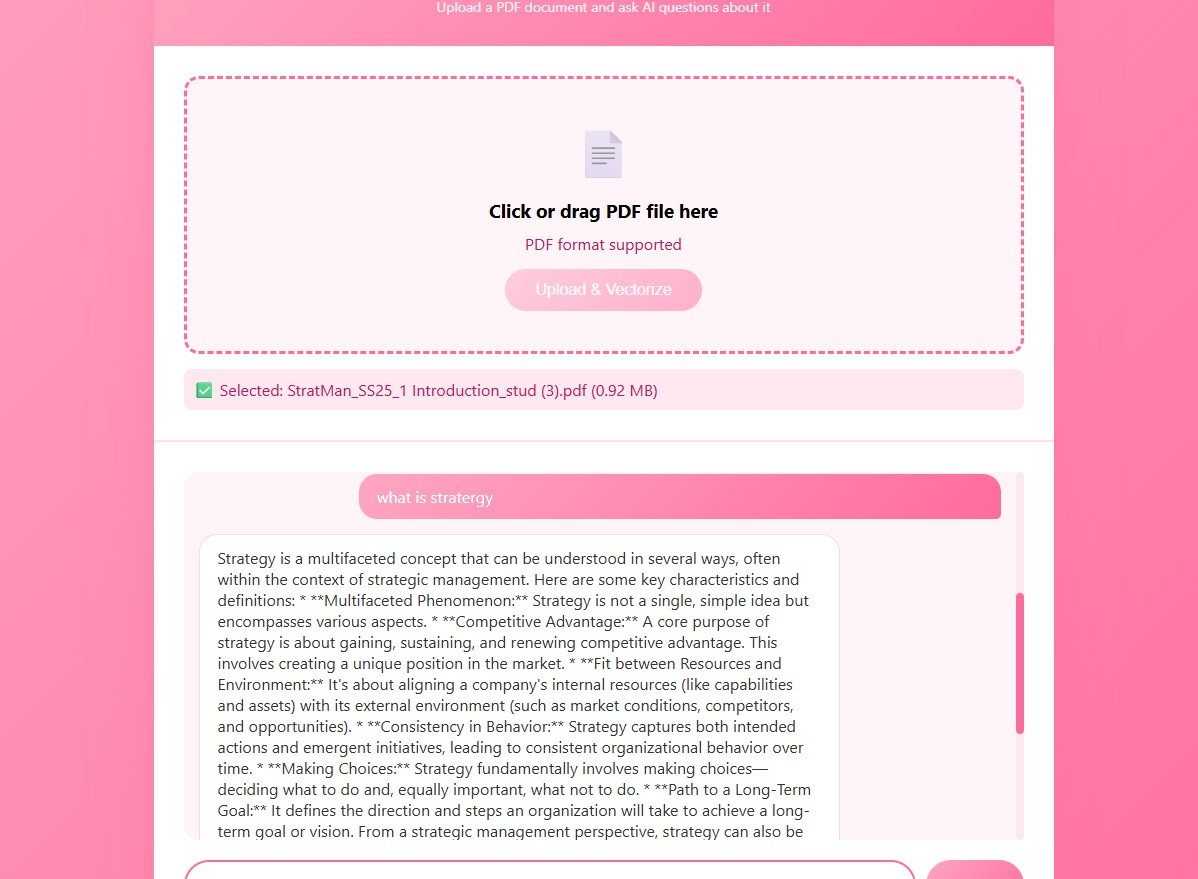 Upload a PDF document and ask AI questions about it
Click or drag PDF file here
PDF format supported
Upload & Vectorize
✅ Selected: StratMan_SS25_1 Introduction_stud (3).pdf (0.92 MB)
what is stratergy
Strategy is a multifaceted concept that can be understood in several ways, often
within the context of strategic management. Here are some key characteristics and
definitions: * **Multifaceted Phenomenon:** Strategy is not a single, simple idea but
encompasses various aspects. * **Competitive Advantage:** A core purpose of
strategy is about gaining, sustaining, and renewing competitive advantage. This
involves creating a unique position in the market. * **Fit between Resources and
Environment:** It's about aligning a company's internal resources (like capabilities
and assets) with its external environment (such as market conditions, competitors,
and opportunities). * **Consistency in Behavior:** Strategy captures both intended
actions and emergent initiatives, leading to consistent organizational behavior over
time. * **Making Choices:** Strategy fundamentally involves making choices—
deciding what to do and, equally important, what not to do. * **Path to a Long-Term
Goal:** It defines the direction and steps an organization will take to achieve a long-
term goal or vision. From a strategic management perspective, strategy can also be